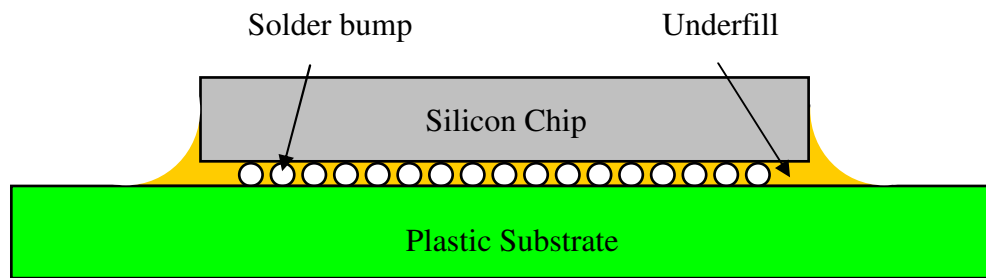 Solder bump
Underfill
Silicon Chip
Plastic Substrate